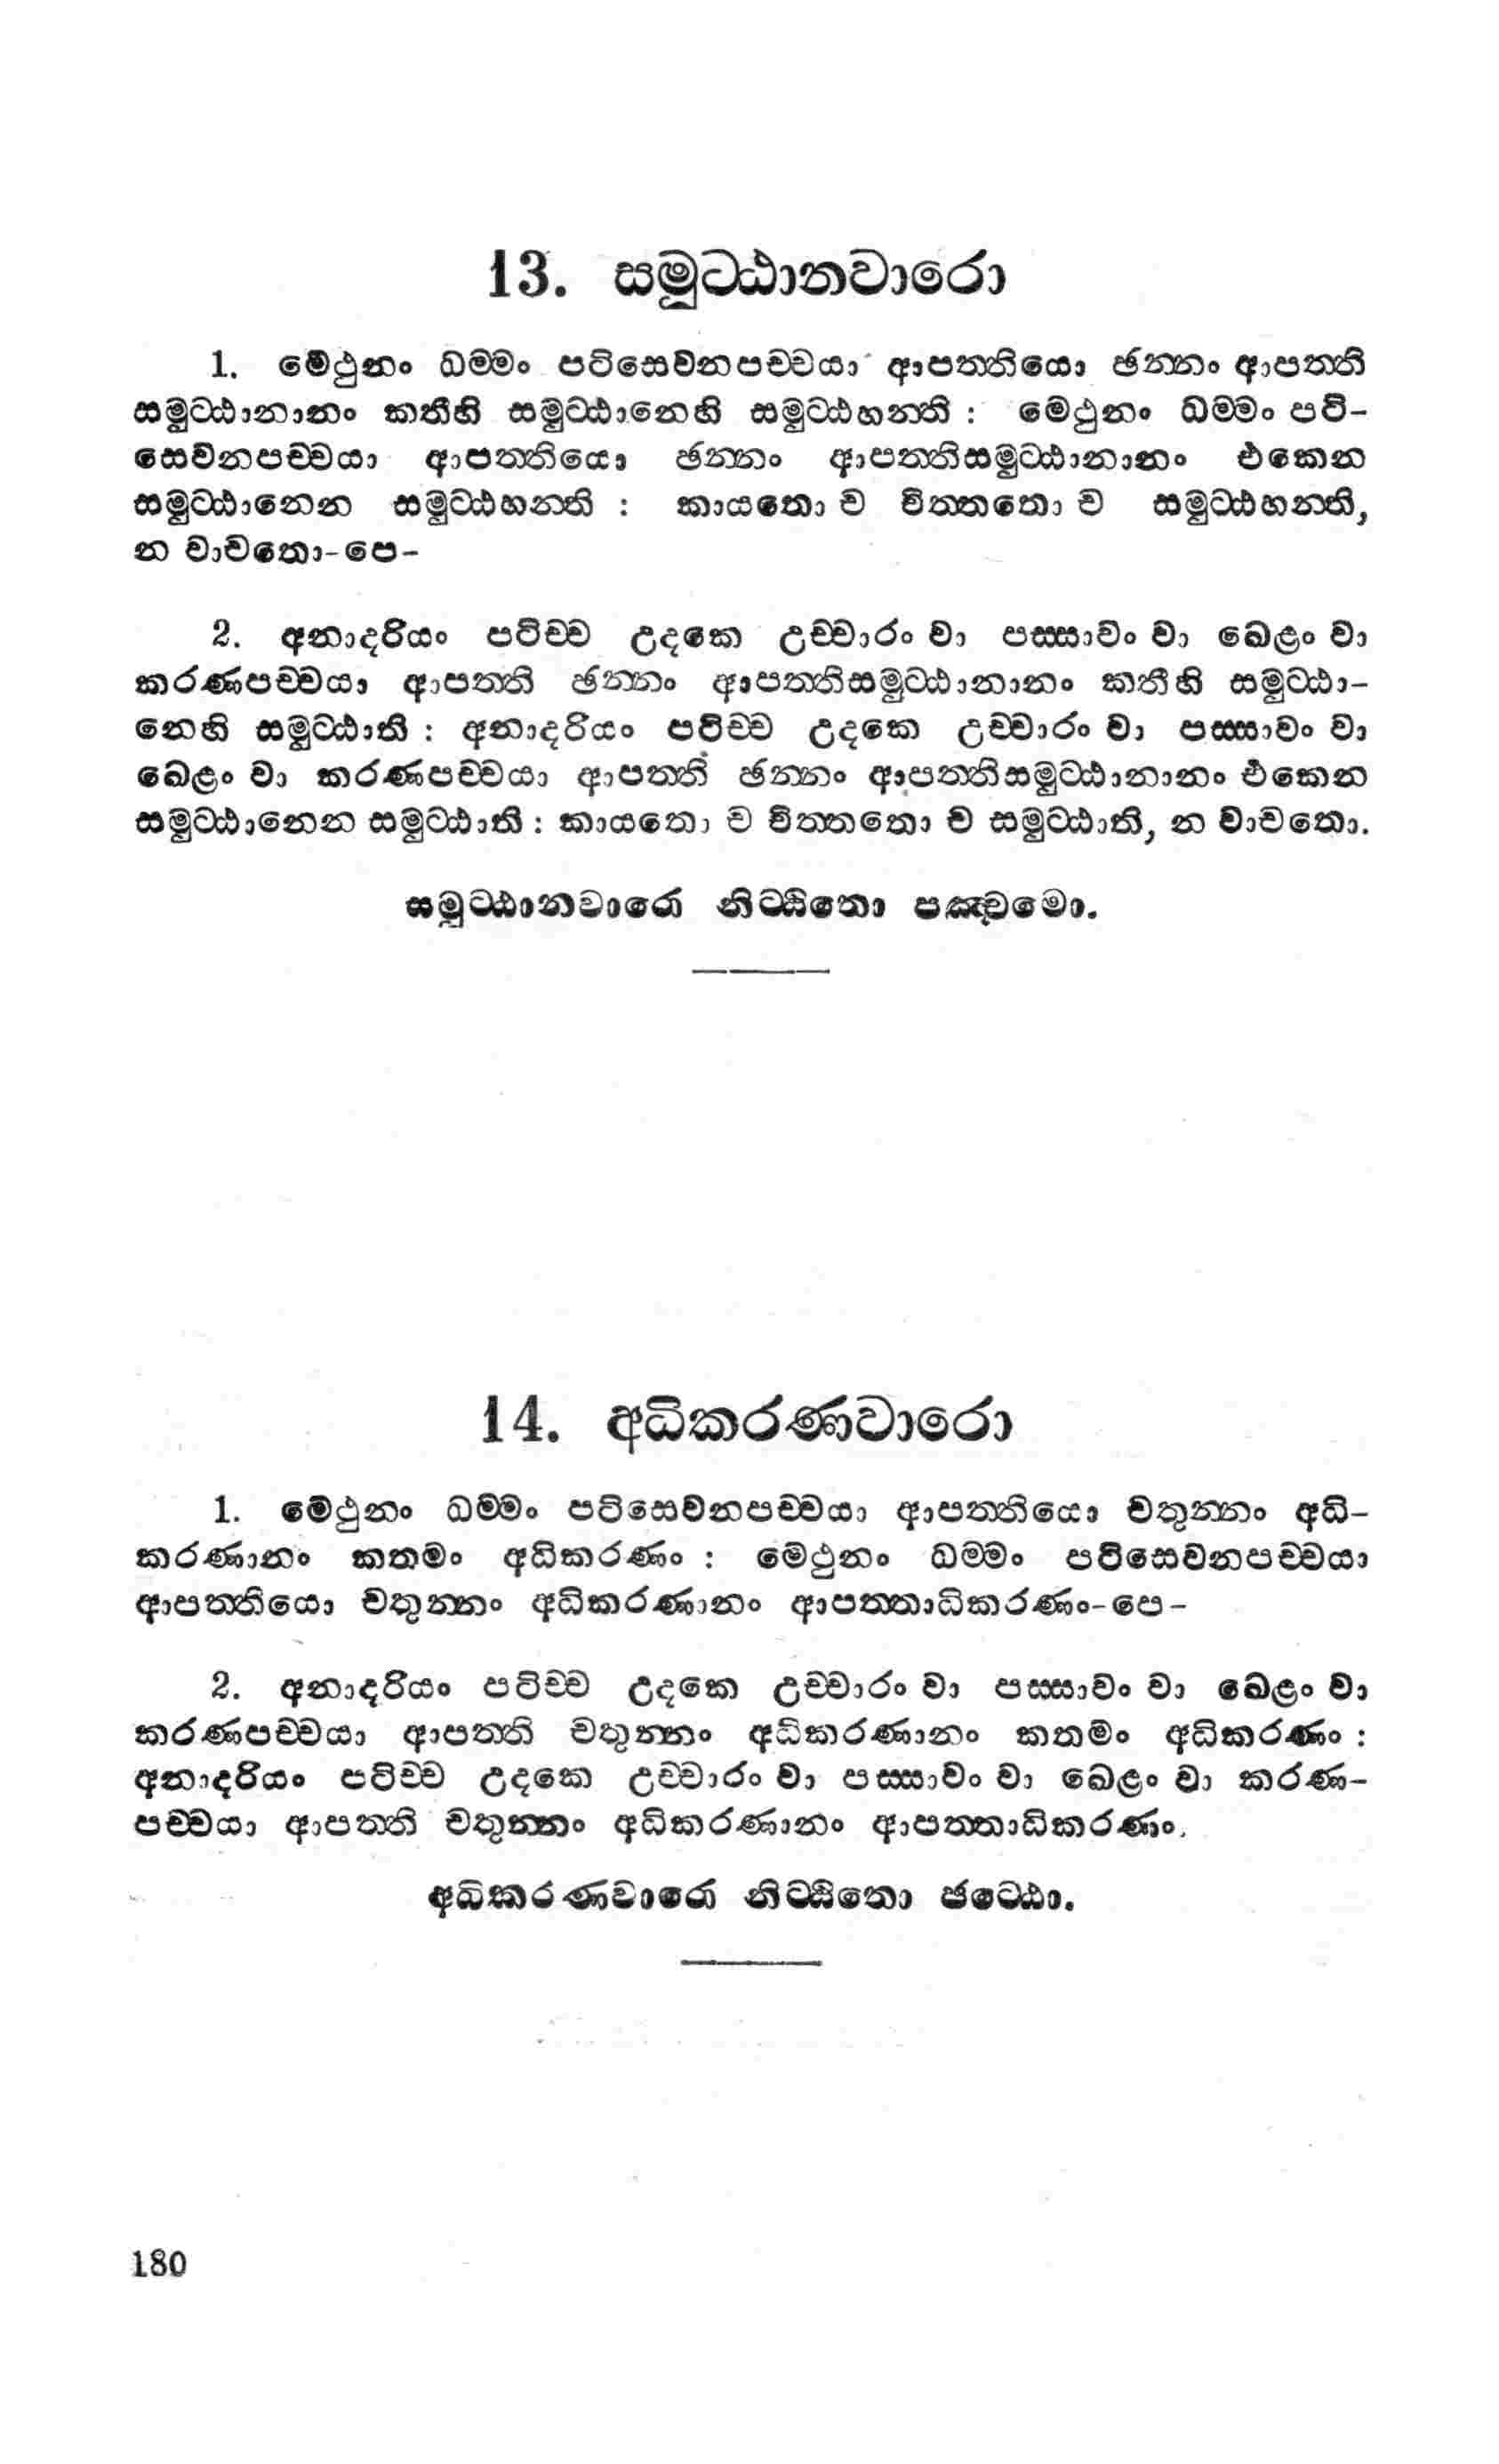 13. සමුට්ඨානවාරො
1. මෙථුනං ධම්මං පටිසෙවනපච්චයා ආපත්තියො ඡන්නං ආපත්ති
සමුට්ඨානානං කතීහි සමුට්ඨානෙහි සමුට්ඨහන්ති : මෙථුනං ධම්මං පටි-
සෙවනපච්චයා ආපත්තියො ඡන්නං ආපත්තිසමුට්ඨානානං එකෙන
සමුට්ඨානෙන සමුට්ඨහන්ති : කායතො ච චිත්තතො ච සමුට්ඨහන්ති,
න වාචතො-පෙ-
2. අනාදරියං පටිච්ච උදකෙ උච්චාරං වා පස්සාවං වා ඛෙළං වා
කරණපච්චයා ආපත්ති ඡන්නං ආපත්තිසමුට්ඨානානං කතීහි සමුට්ඨා-
නෙහි සමුට්ඨාති : අනාදරියං පටිච්ච උදකෙ උච්චාරං වා පස්සාවං වා
ඛෙළං වා කරණපච්චයා ආපත්ති ඡන්නං ආපත්තිසමුට්ඨානානං එකෙන
සමුට්ඨානෙන සමුට්ඨාති : කායතො ච චිත්තතො ච සමුට්ඨාති, න වාචතො.
සමුට්ඨානවාරො නිට්ඨිතො පඤ්චමො.
14. අධිකරණවාරො
1. මෙථුනං ධම්මං පටිසෙවනපච්චයා ආපත්තියො චතුන්නං අධි-
කරණානං කතමං අධිකරණං : මෙථුනං ධම්මං පටිසෙවනපච්චයා
ආපත්තියො චතුන්නං අධිකරණානං ආපත්තාධිකරණං-පෙ-
2. අනාදරියං පටිච්ච උදකෙ උච්චාරං වා පස්සාවං වා ඛෙළං වා
කරණපච්චයා ආපත්ති චතුන්නං අධිකරණානං කතමං අධිකරණං :
අනාදරියං පටිච්ච උදකෙ උච්චාරං වා පස්සාවං වා ඛෙළං වා කරණ-
පච්චයා ආපත්ති චතුන්නං අධිකරණානං ආපත්තාධිකරණං.
අධිකරණවාරො නිට්ඨිතො ඡට්ඨො.
180